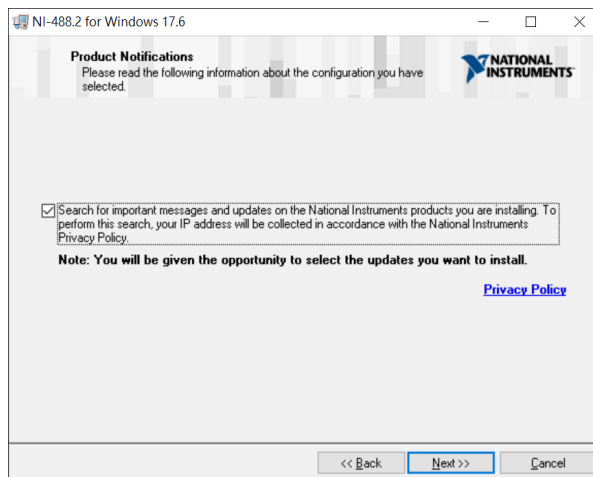 NI-488.2 for Windows 17.6
Product Notifications
Please read the following information about the configuration you have
selected.
NATIONAL
INSTRUMENTS™
Search for important messages and updates on the National Instruments products you are installing. To
perform this search, your IP address will be collected in accordance with the National Instruments
Privacy Policy.
Note: You will be given the opportunity to select the updates you want to install.
Privacy Policy
<< Back
Next >>
Cancel